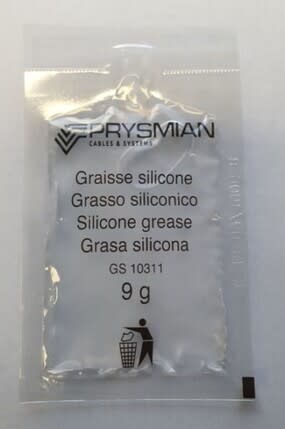 PRYSMIAN
CABLES & SYSTEMS
Graisse silicone
Grasso siliconico
Silicone grease
Grasa silicona
GS 10311
9 g